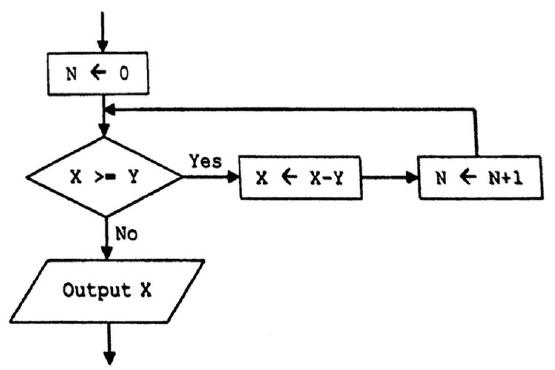 N ← 0
X >= Y
Yes
X ← X-Y
N ← N+1
No
Output X